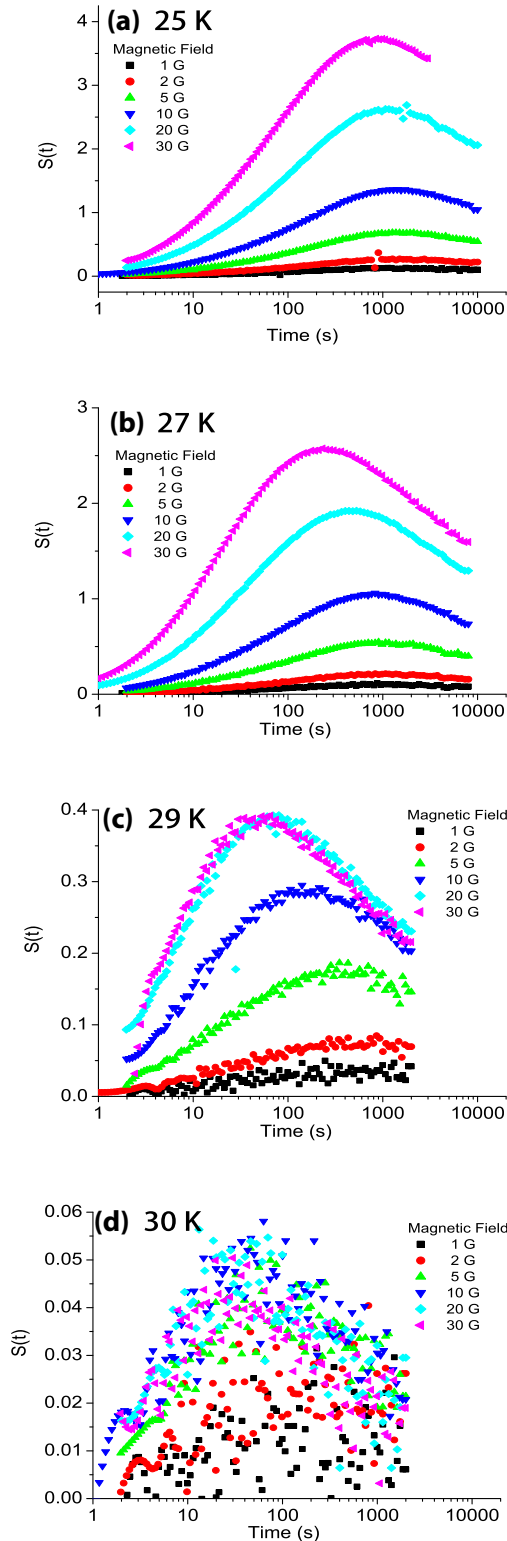 (a) 25 K
Magnetic Field
1 G
2 G
5 G
10 G
20 G
30 G
S(t)
4
3
2
1
0
1 10 100 1000 10000
Time (s)
(b) 27 K
Magnetic Field
1 G
2 G
5 G
10 G
20 G
30 G
S(t)
3
2
1
0
1 10 100 1000 10000
Time (s)
(c) 29 K
Magnetic Field
1 G
2 G
5 G
10 G
20 G
30 G
S(t)
0.4
0.3
0.2
0.1
0.0
1 10 100 1000 10000
Time (s)
(d) 30 K
Magnetic Field
1 G
2 G
5 G
10 G
20 G
30 G
S(t)
0.06
0.05
0.04
0.03
0.02
0.01
0.00
1 10 100 1000 10000
Time (s)